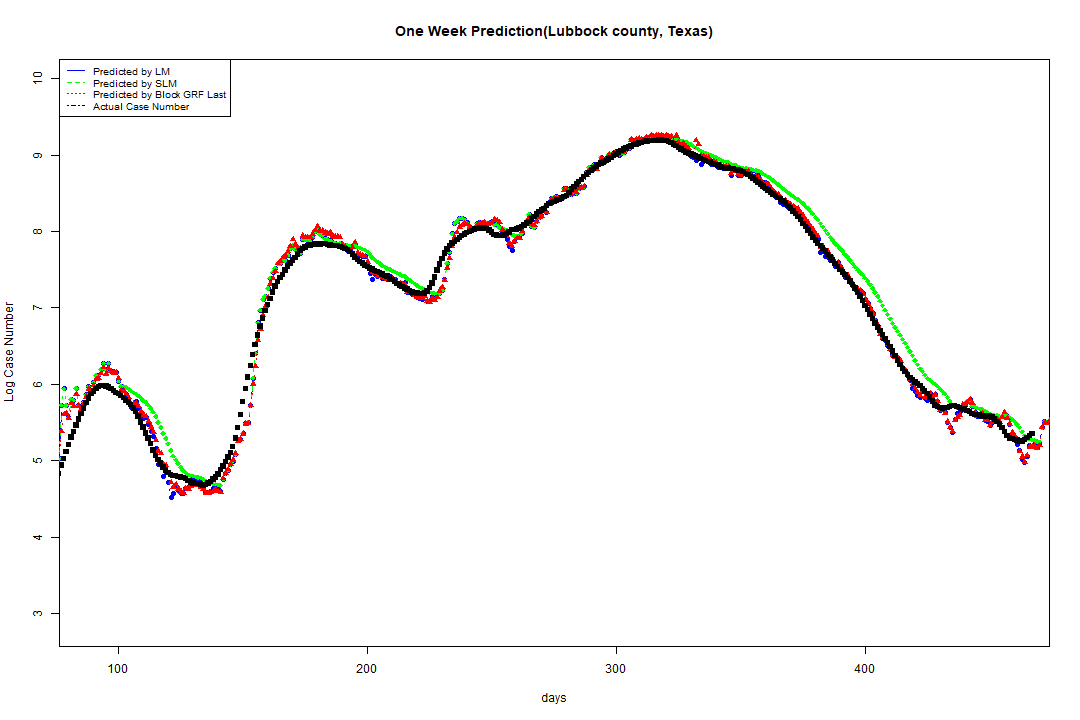 One Week Prediction(Lubbock county, Texas)
Predicted by LM
Predicted by SLM
Predicted by Block GRF Last
Actual Case Number
10
9
8
7
6
5
4
3
Log Case Number
100 200 300 400
days